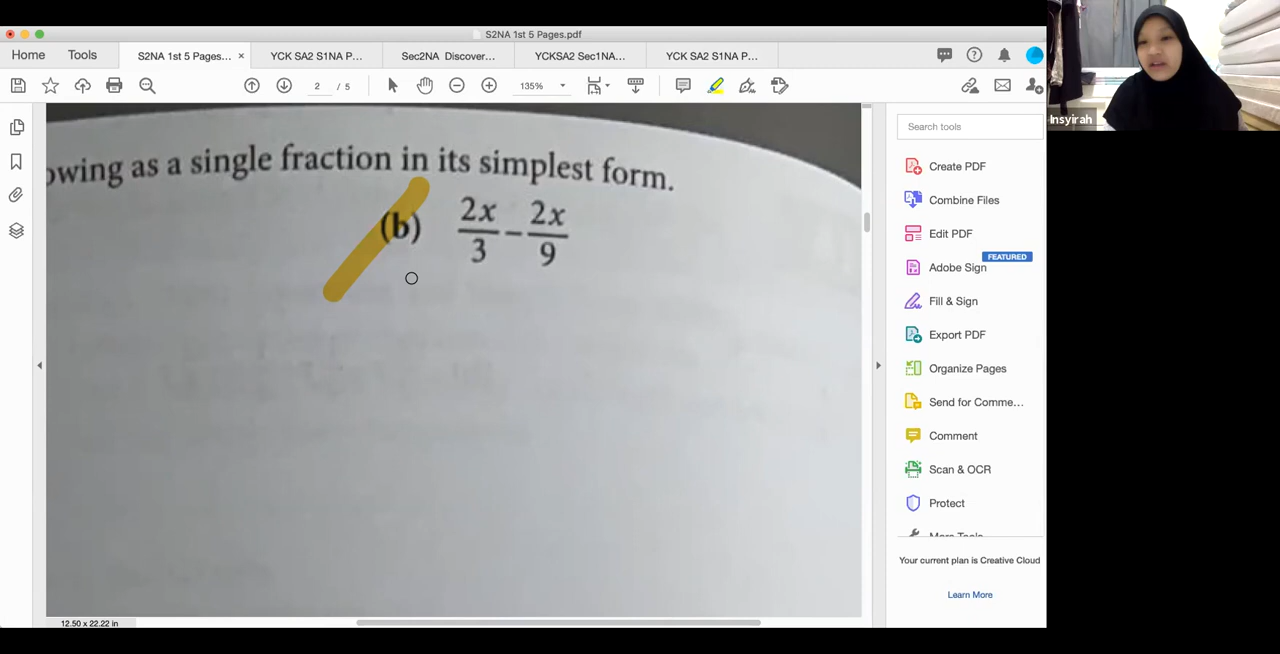 S2NA 1st 5 Pages.pdf
Home Tools S2NA 1st 5 Pages... × YCK SA2 S1NA P... Sec2NA Discover... YCKSA2 Sec1NA... YCK SA2 S1NA P...
2 / 5 135%
Insyirah
Search tools
Create PDF
Combine Files
Edit PDF
FEATURED
Adobe Sign
Fill & Sign
Export PDF
Organize Pages
Send for Comme...
Comment
Scan & OCR
Protect
More Tools
Your current plan is Creative Cloud
Learn More
owing as a single fraction in its simplest form.
(b) 2x/3 − 2x/9
12.50 x 22.22 in